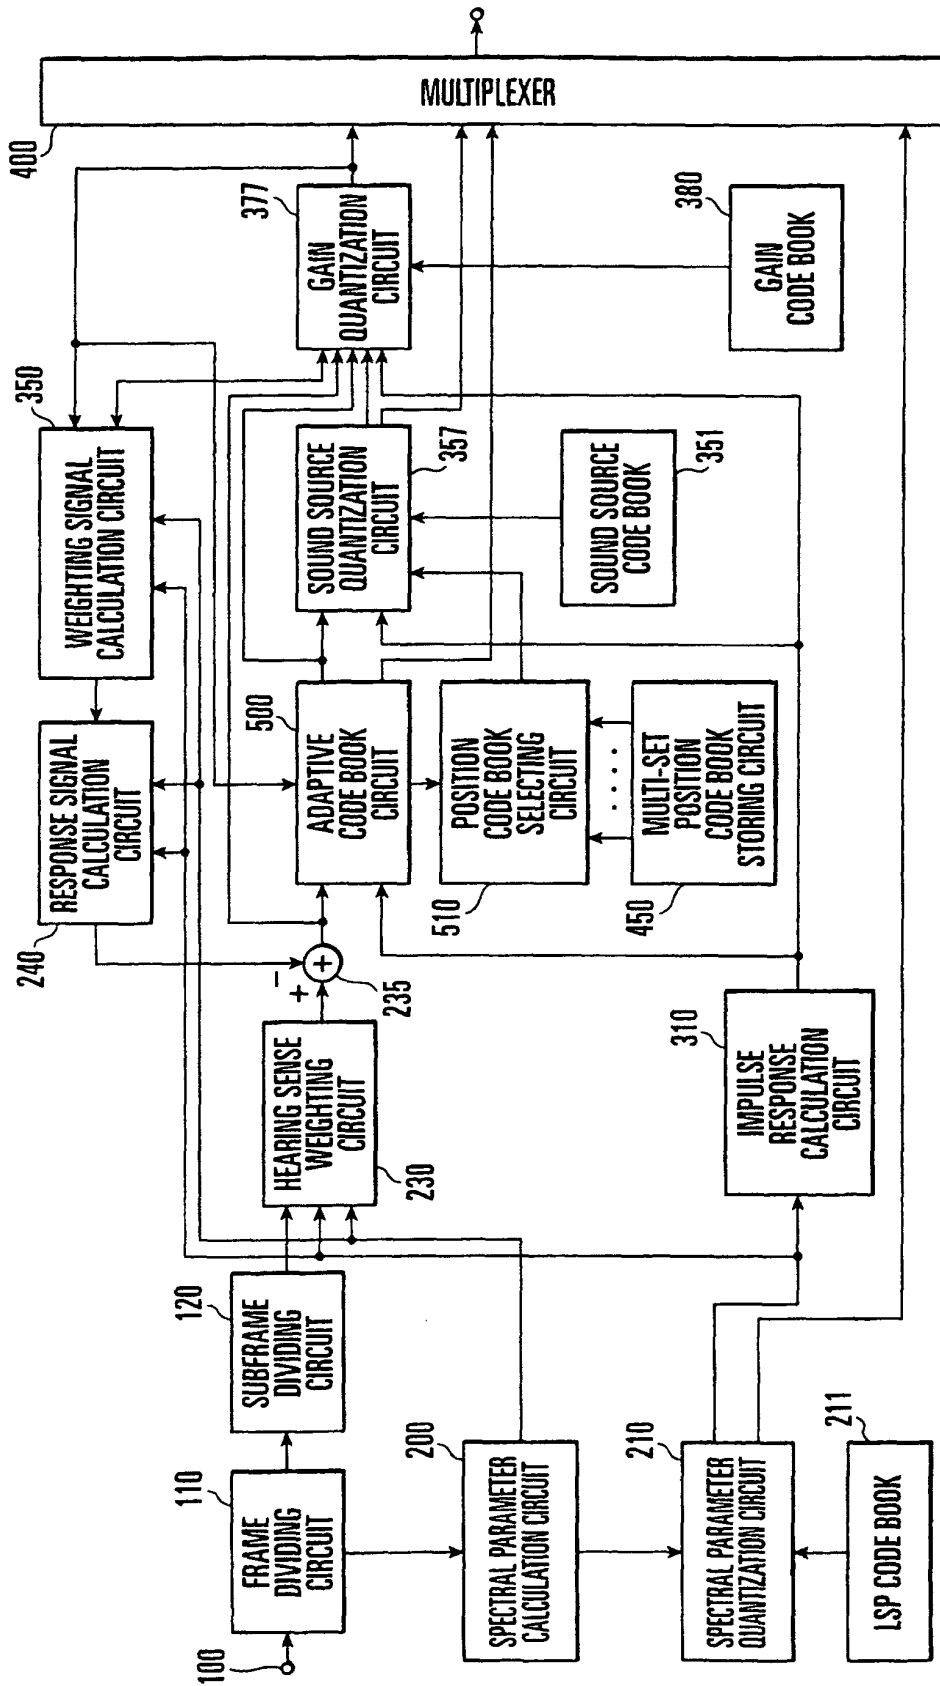 100
110
FRAME
DIVIDING
CIRCUIT
120
SUBFRAME
DIVIDING
CIRCUIT
200
SPECTRAL PARAMETER
CALCULATION CIRCUIT
210
SPECTRAL PARAMETER
QUANTIZATION CIRCUIT
211
LSP CODE BOOK
HEARING SENSE
WEIGHTING
CIRCUIT
230
−
+
+
235
240
RESPONSE SIGNAL
CALCULATION
CIRCUIT
350
WEIGHTING SIGNAL
CALCULATION CIRCUIT
500
ADAPTIVE
CODE BOOK
CIRCUIT
510
POSITION
CODE BOOK
SELECTING
CIRCUIT
. . . .
450
MULTI-SET
POSITION
CODE BOOK
STORING CIRCUIT
310
IMPULSE
RESPONSE
CALCULATION
CIRCUIT
SOUND SOURCE
QUANTIZATION
CIRCUIT
357
SOUND SOURCE
CODE BOOK
351
377
GAIN
QUANTIZATION
CIRCUIT
380
GAIN
CODE BOOK
400
MULTIPLEXER